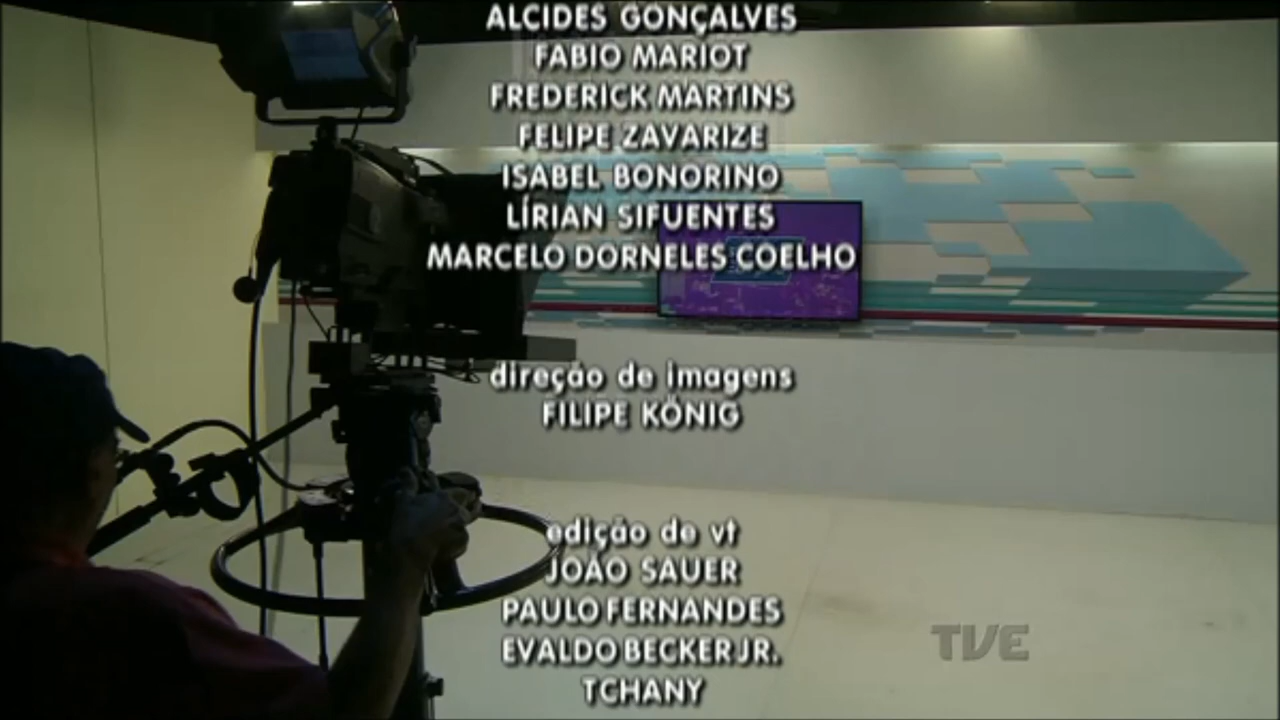 ALCIDES GONÇALVES
FABIO MARIOT
FREDERICK MARTINS
FELIPE ZAVARIZE
ISABEL BONORINO
LÍRIAN SIFUENTES
MARCELO DORNELES COELHO
direção de imagens
FILIPE KÖNIG
edição de vt
JOÃO SAUER
PAULO FERNANDES
EVALDO BECKER JR.
TCHANY
TVE